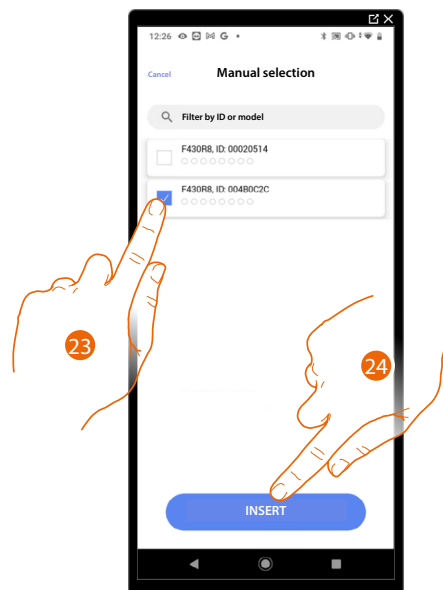 12:26 G
Cancel
Manual selection
Filter by ID or model
F430R8, ID: 00020514
F430R8, ID: 004B0C2C
23
24
INSERT